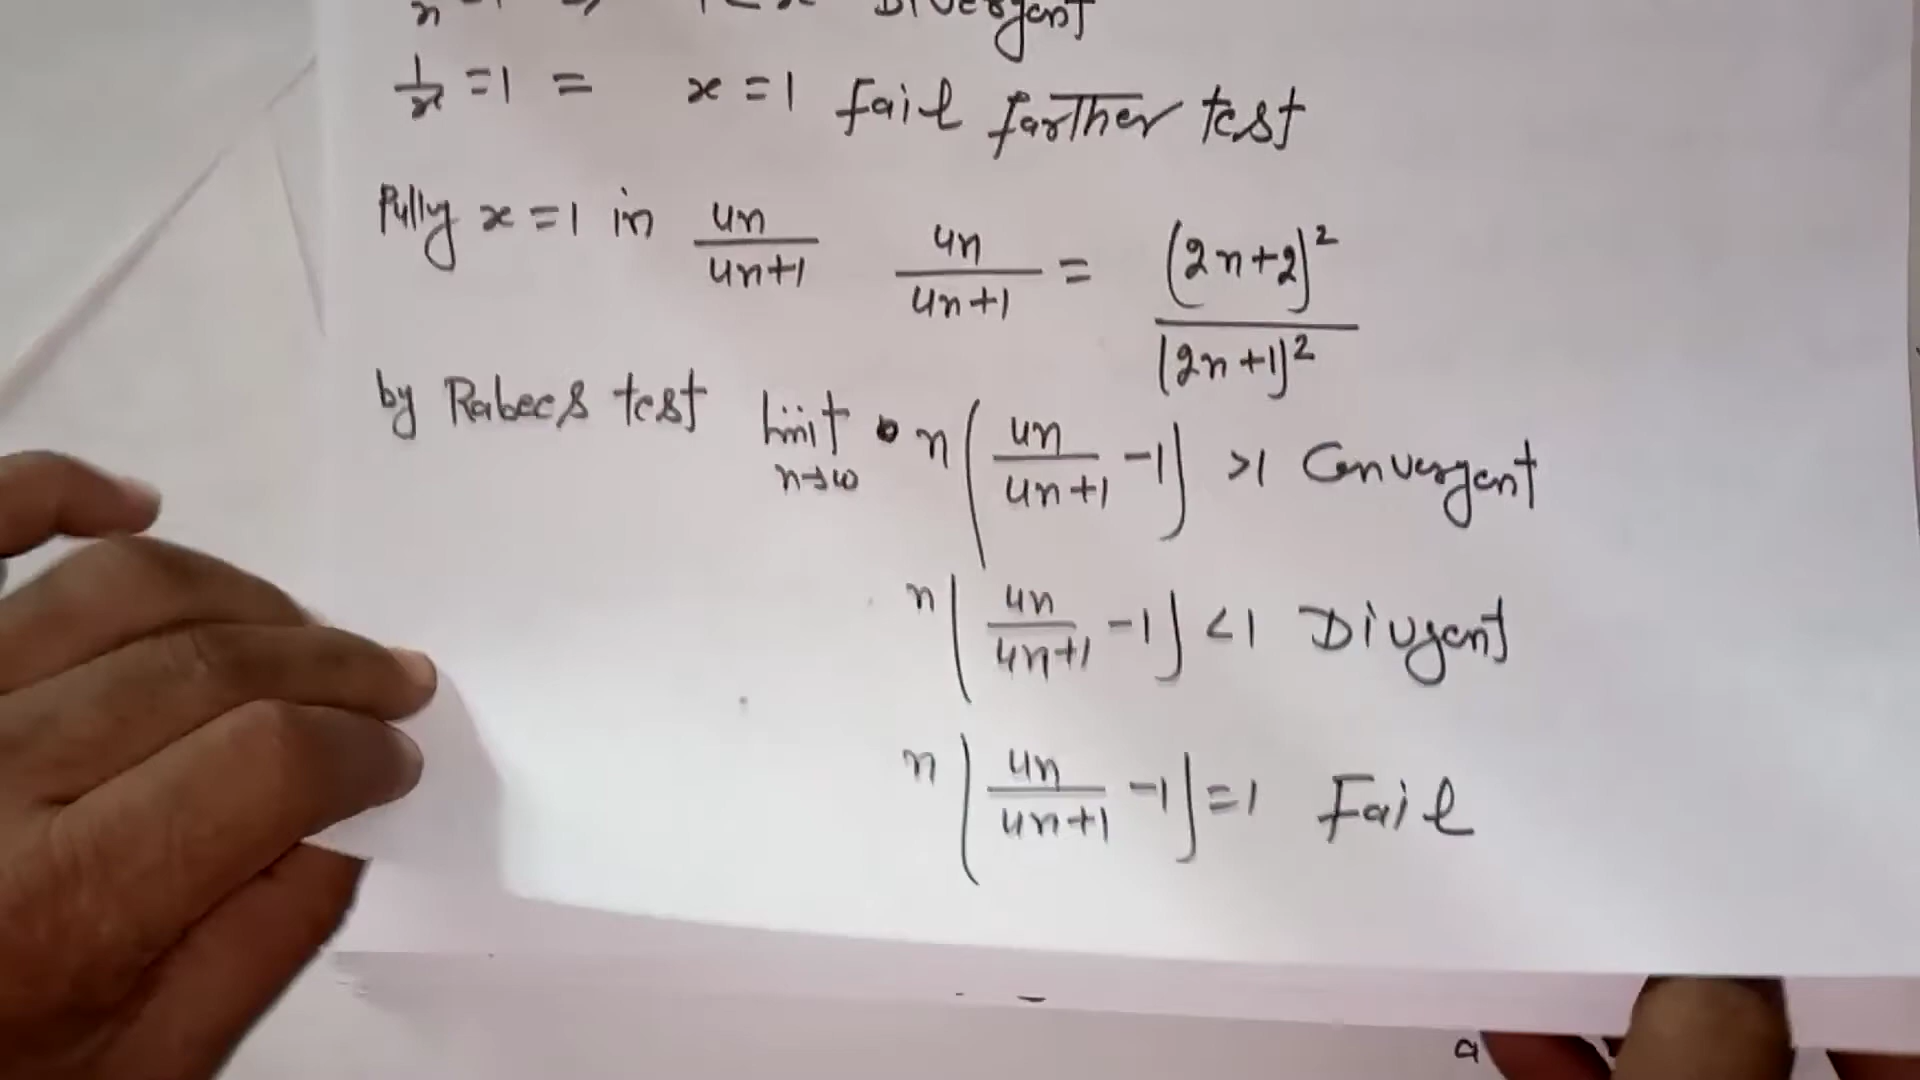 Divergent
1/x = 1 = x = 1 fail farther test
x = 1 in un/un+1 un/un+1 = (2n+2)²/(2n+1)²
by Rabees test limit n→∞ n(un/un+1 -1) >1 Convergent
n(un/un+1 -1) <1 Divgent
n(un/un+1 -1) =1 Fail
a